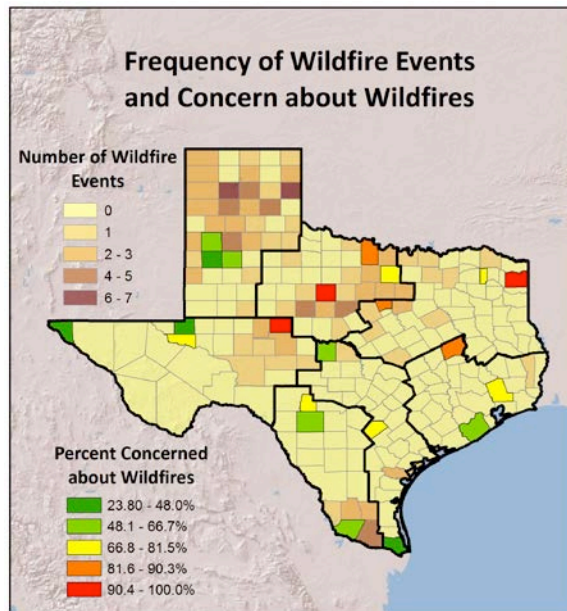 Frequency of Wildfire Events
and Concern about Wildfires
Number of Wildfire
Events
0
1
2 - 3
4 - 5
6 - 7
Percent Concerned
about Wildfires
23.80 - 48.0%
48.1 - 66.7%
66.8 - 81.5%
81.6 - 90.3%
90.4 - 100.0%